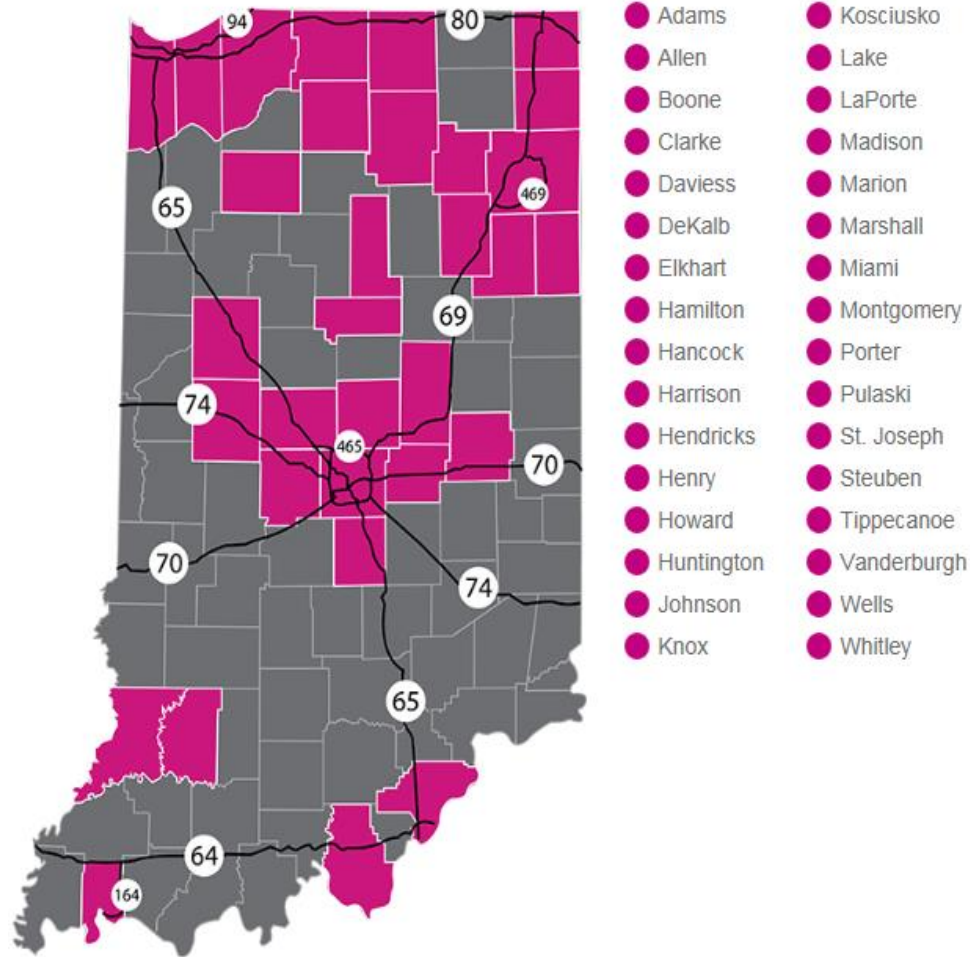 94
80
469
65
69
74
465
70
70
74
65
64
164
Adams
Allen
Boone
Clarke
Daviess
DeKalb
Elkhart
Hamilton
Hancock
Harrison
Hendricks
Henry
Howard
Huntington
Johnson
Knox
Kosciusko
Lake
LaPorte
Madison
Marion
Marshall
Miami
Montgomery
Porter
Pulaski
St. Joseph
Steuben
Tippecanoe
Vanderburgh
Wells
Whitley